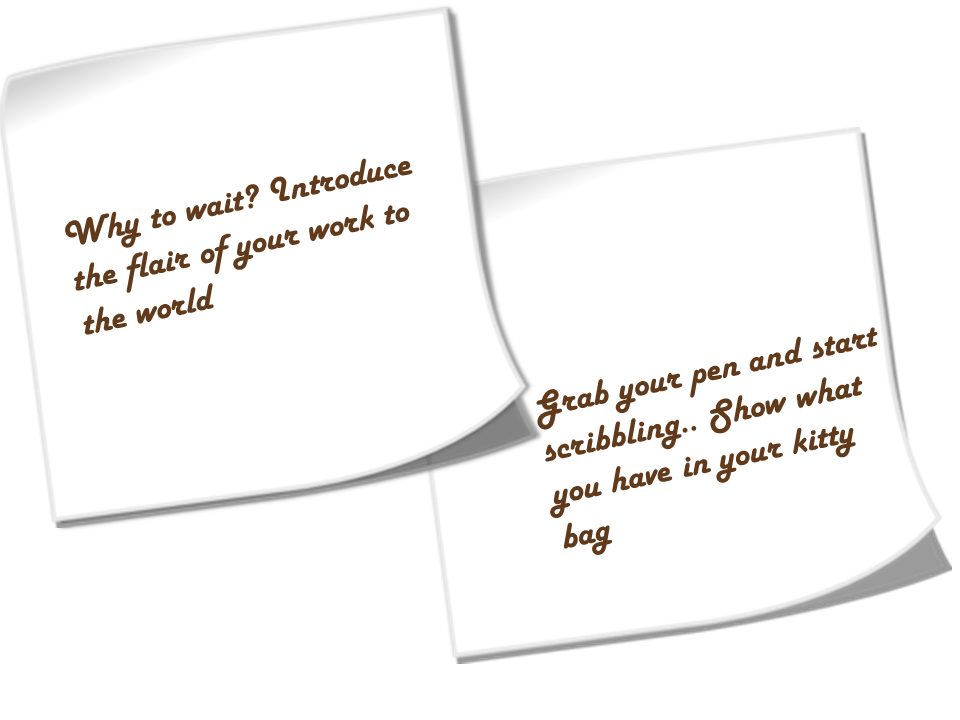 Why to wait? Introduce
the flair of your work to
the world
Grab your pen and start
scribbling.. Show what
you have in your kitty
bag